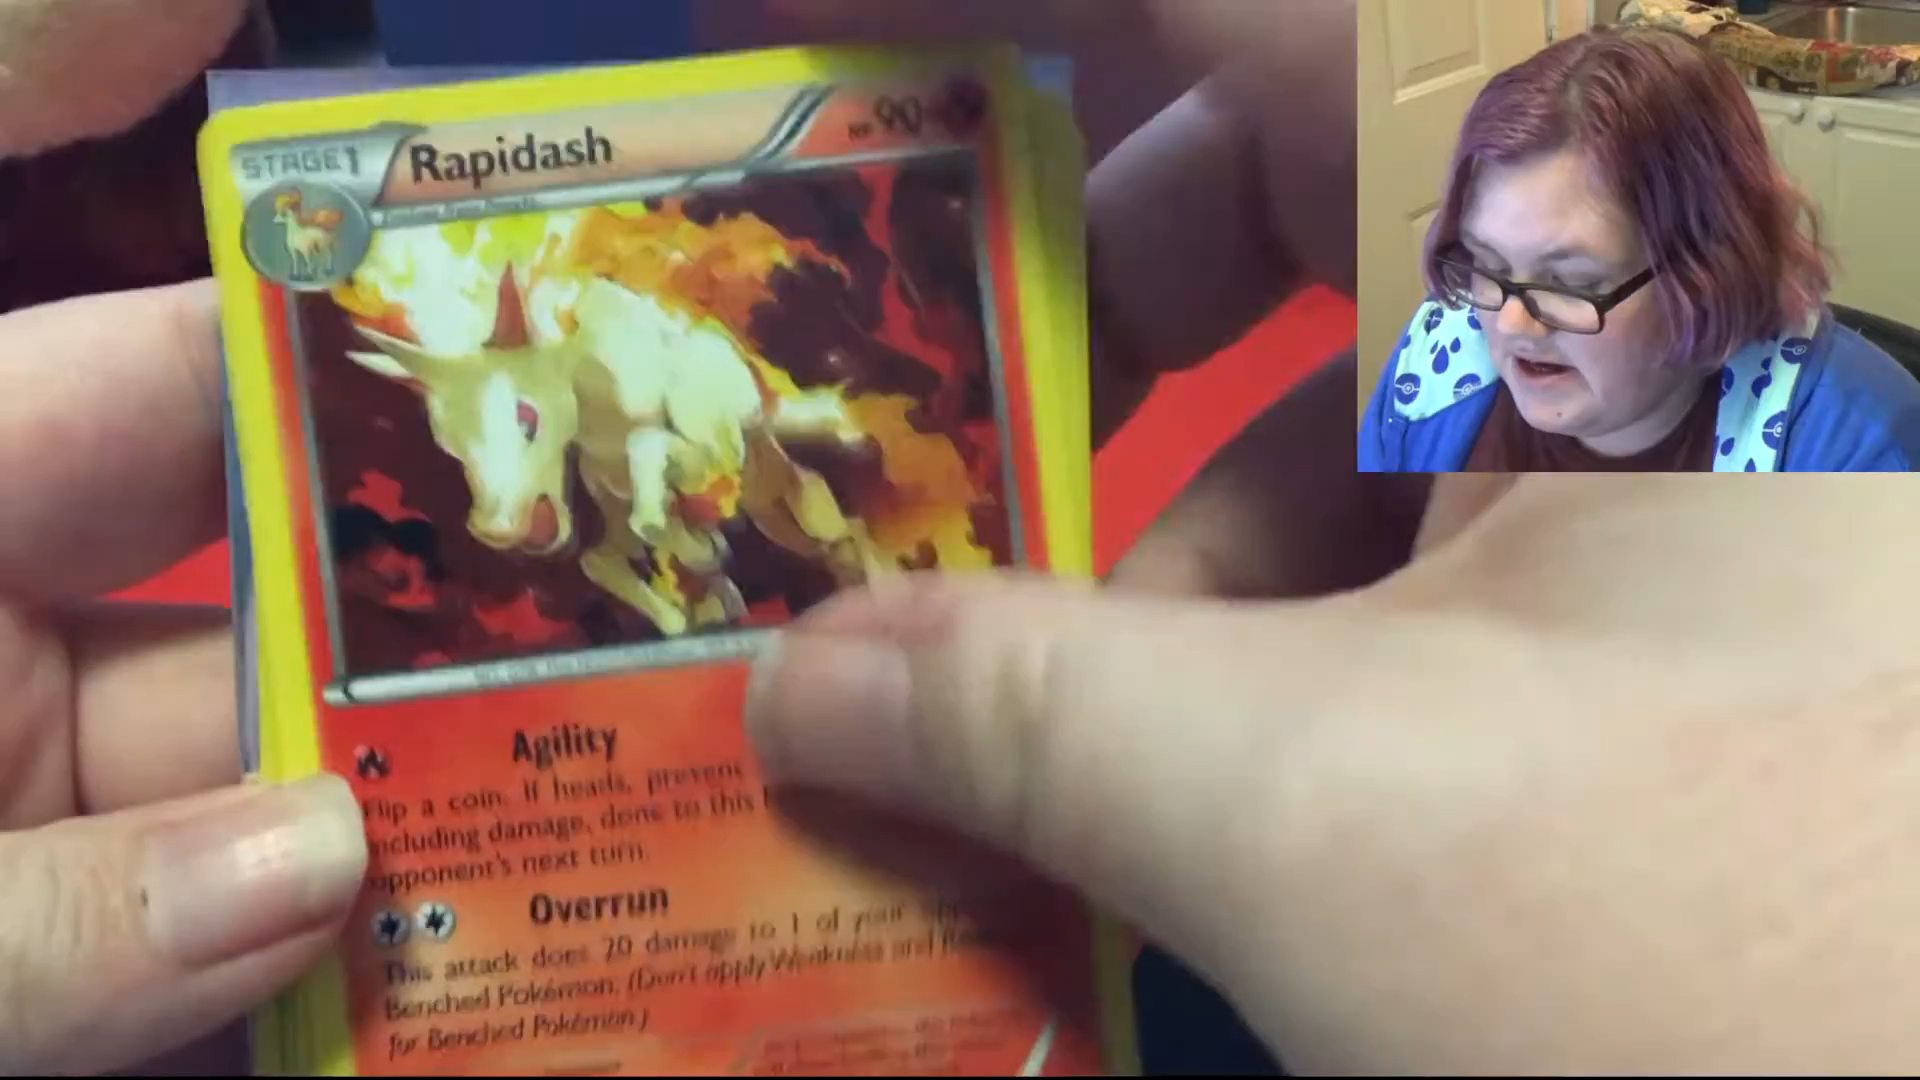 STAGE1
Rapidash
HP 90
Agility
Flip a coin. If heads, prevent
including damage, done to this
opponent's next turn.
Overrun
This attack does 20 damage to 1 of your
Benched Pokémon. (Don't apply Weakness and
for Benched Pokémon.)